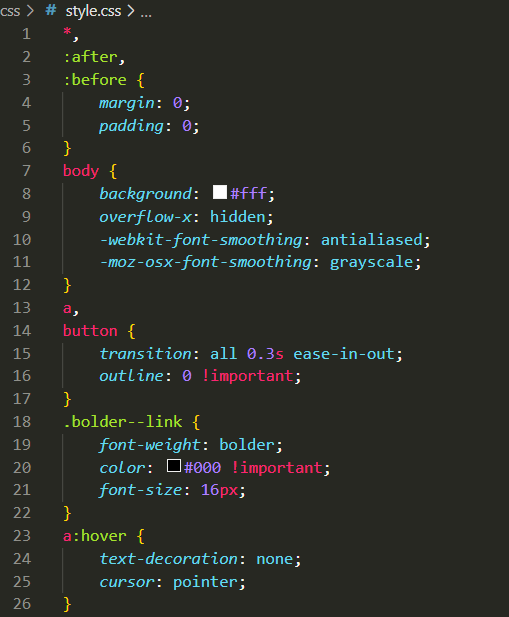 css > # style.css > ...
1 *,
2 :after,
3 :before {
4 margin: 0;
5 padding: 0;
6 }
7 body {
8 background: #fff;
9 overflow-x: hidden;
10 -webkit-font-smoothing: antialiased;
11 -moz-osx-font-smoothing: grayscale;
12 }
13 a,
14 button {
15 transition: all 0.3s ease-in-out;
16 outline: 0 !important;
17 }
18 .bolder--link {
19 font-weight: bolder;
20 color: #000 !important;
21 font-size: 16px;
22 }
23 a:hover {
24 text-decoration: none;
25 cursor: pointer;
26 }